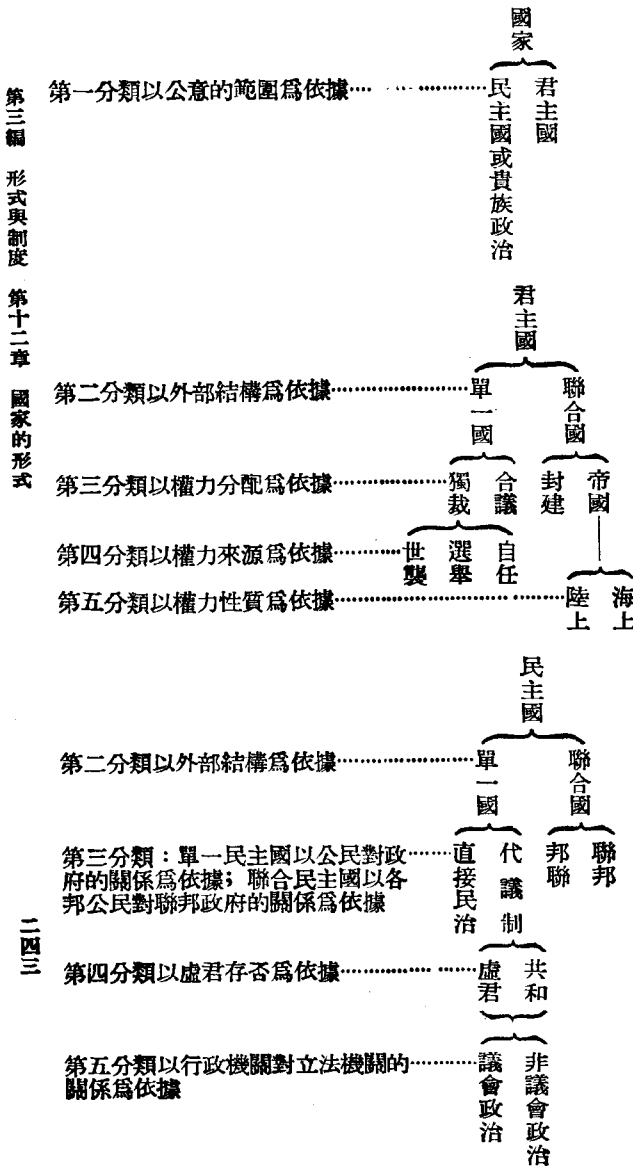 國家
君主國
民主國或貴族政治
第一分類以公意的範圍爲依據
君主國
聯合國
單一國
第二分類以外部結構爲依據
帝國
封建
合議
獨裁
第三分類以權力分配爲依據
自任
選舉
世襲
第四分類以權力來源爲依據
海上
陸上
第五分類以權力性質爲依據
民主國
聯合國
單一國
第二分類以外部結構爲依據
聯邦
邦聯
代議制
直接民治
第三分類：單一民主國以公民對政
府的關係爲依據；聯合民主國以各
邦公民對聯邦政府的關係爲依據
共和
虛君
第四分類以虛君存否爲依據
非議會政治
議會政治
第五分類以行政機關對立法機關的
關係爲依據
第三編　形式與制度　第十二章　國家的形式
二四三